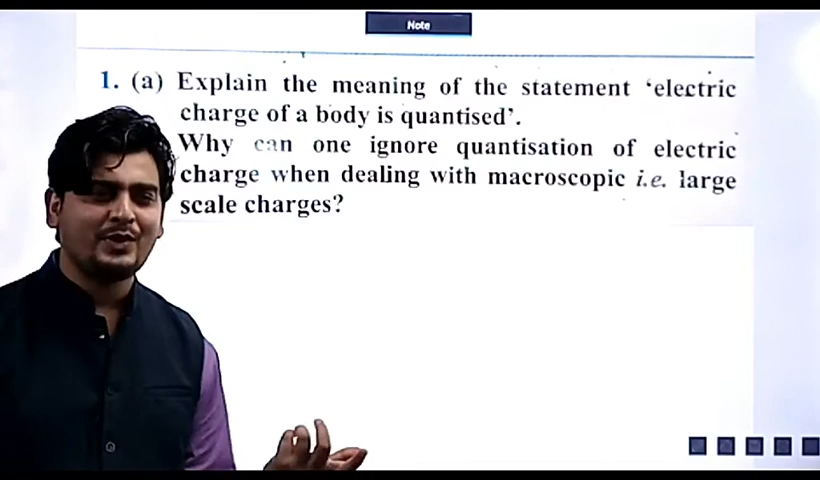 Note
1. (a) Explain the meaning of the statement ‘electric
charge of a body is quantised’.
Why can one ignore quantisation of electric
charge when dealing with macroscopic i.e. large
scale charges?